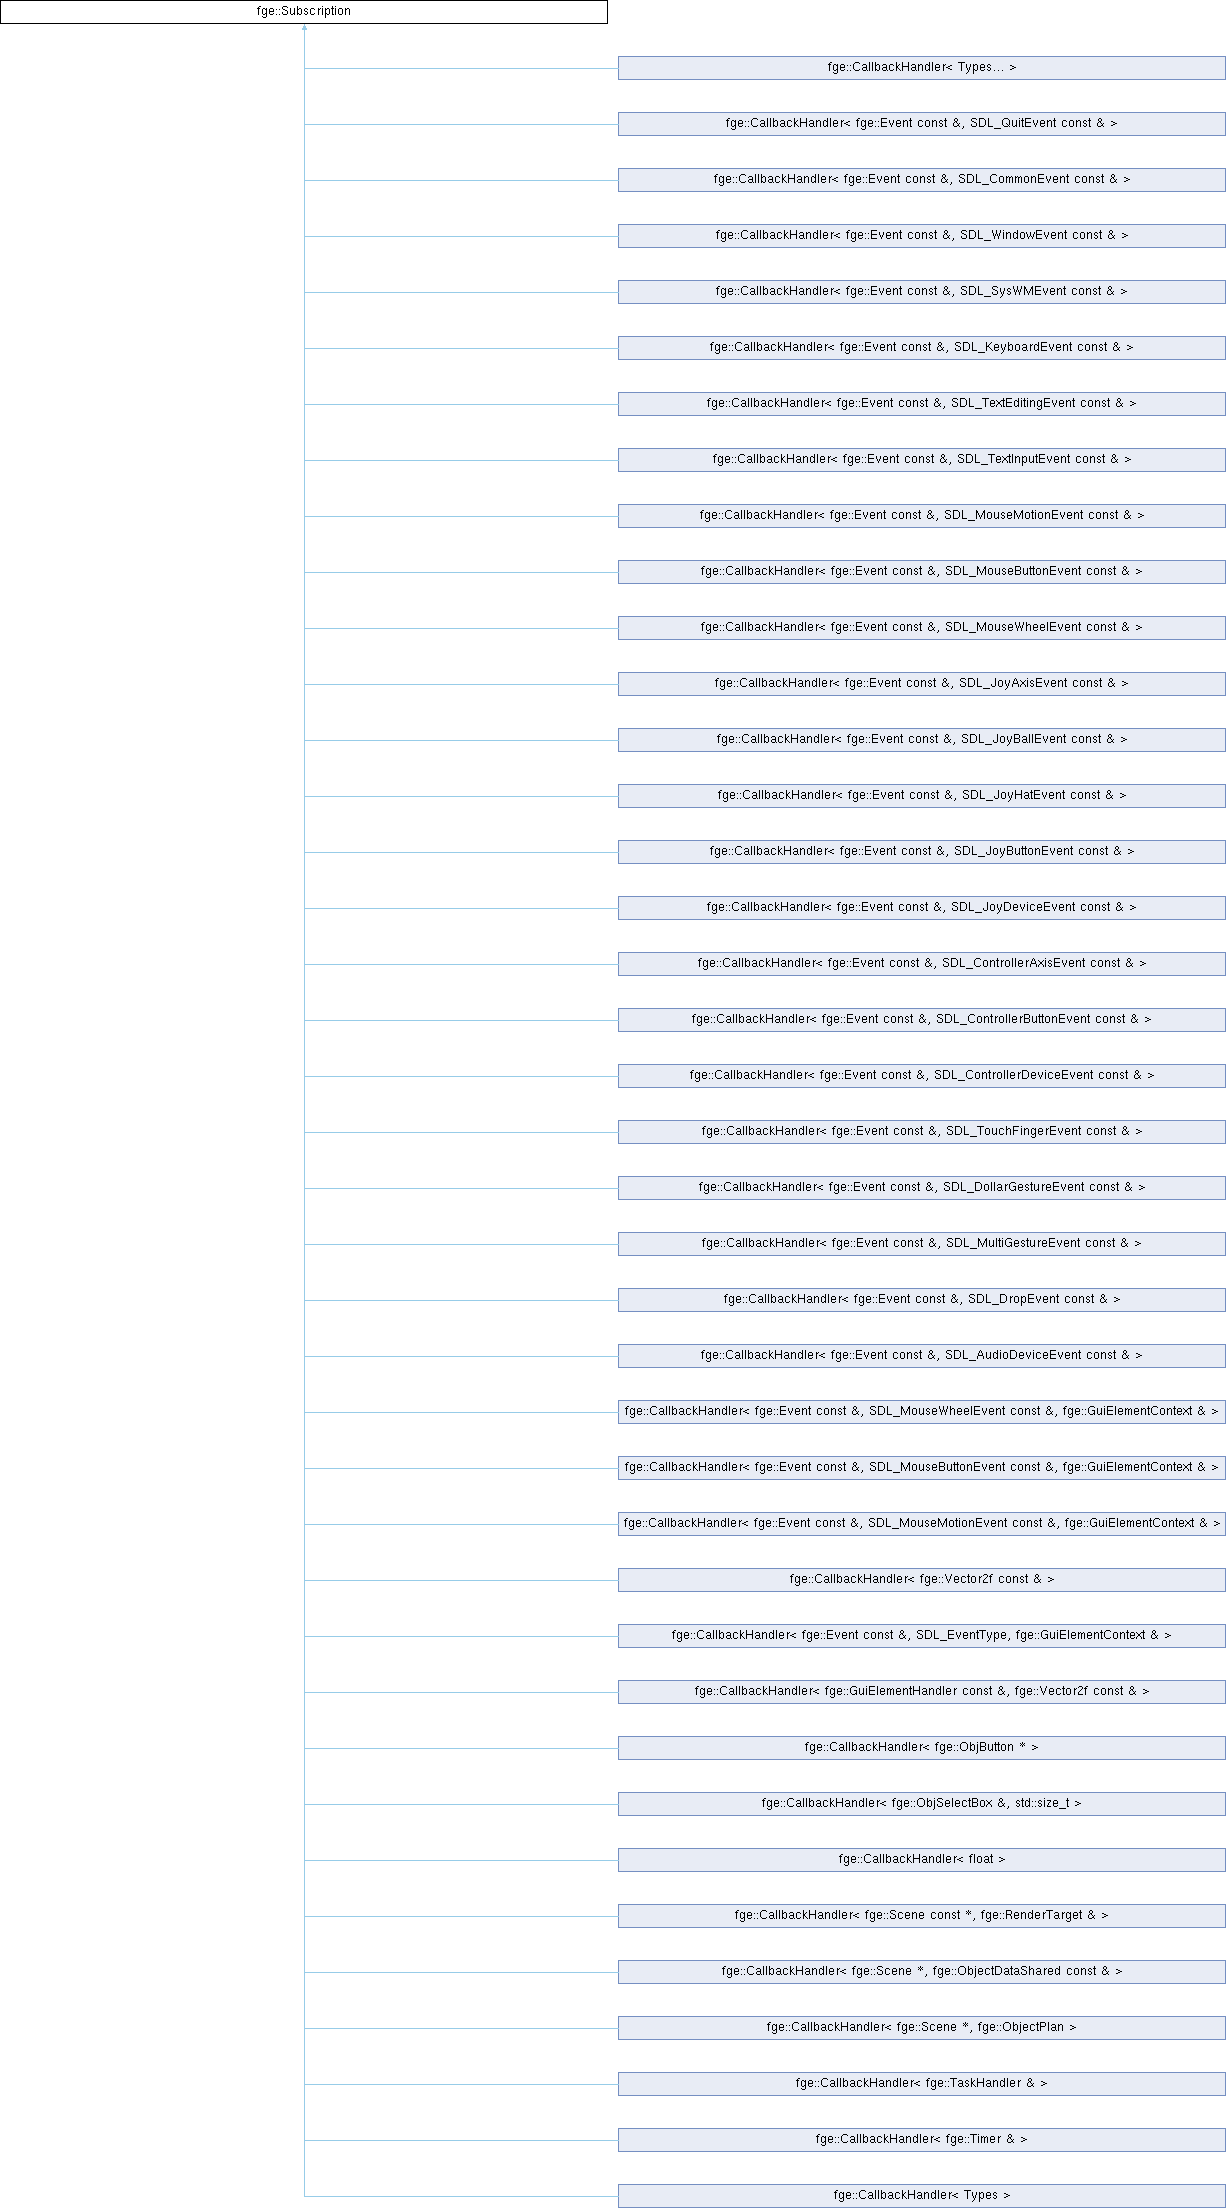 fge::Subscription
fge::CallbackHandler< Types... >
fge::CallbackHandler< fge::Event const &, SDL_QuitEvent const & >
fge::CallbackHandler< fge::Event const &, SDL_CommonEvent const & >
fge::CallbackHandler< fge::Event const &, SDL_WindowEvent const & >
fge::CallbackHandler< fge::Event const &, SDL_SysWMEvent const & >
fge::CallbackHandler< fge::Event const &, SDL_KeyboardEvent const & >
fge::CallbackHandler< fge::Event const &, SDL_TextEditingEvent const & >
fge::CallbackHandler< fge::Event const &, SDL_TextInputEvent const & >
fge::CallbackHandler< fge::Event const &, SDL_MouseMotionEvent const & >
fge::CallbackHandler< fge::Event const &, SDL_MouseButtonEvent const & >
fge::CallbackHandler< fge::Event const &, SDL_MouseWheelEvent const & >
fge::CallbackHandler< fge::Event const &, SDL_JoyAxisEvent const & >
fge::CallbackHandler< fge::Event const &, SDL_JoyBallEvent const & >
fge::CallbackHandler< fge::Event const &, SDL_JoyHatEvent const & >
fge::CallbackHandler< fge::Event const &, SDL_JoyButtonEvent const & >
fge::CallbackHandler< fge::Event const &, SDL_JoyDeviceEvent const & >
fge::CallbackHandler< fge::Event const &, SDL_ControllerAxisEvent const & >
fge::CallbackHandler< fge::Event const &, SDL_ControllerButtonEvent const & >
fge::CallbackHandler< fge::Event const &, SDL_ControllerDeviceEvent const & >
fge::CallbackHandler< fge::Event const &, SDL_TouchFingerEvent const & >
fge::CallbackHandler< fge::Event const &, SDL_DollarGestureEvent const & >
fge::CallbackHandler< fge::Event const &, SDL_MultiGestureEvent const & >
fge::CallbackHandler< fge::Event const &, SDL_DropEvent const & >
fge::CallbackHandler< fge::Event const &, SDL_AudioDeviceEvent const & >
fge::CallbackHandler< fge::Event const &, SDL_MouseWheelEvent const &, fge::GuiElementContext & >
fge::CallbackHandler< fge::Event const &, SDL_MouseButtonEvent const &, fge::GuiElementContext & >
fge::CallbackHandler< fge::Event const &, SDL_MouseMotionEvent const &, fge::GuiElementContext & >
fge::CallbackHandler< fge::Vector2f const & >
fge::CallbackHandler< fge::Event const &, SDL_EventType, fge::GuiElementContext & >
fge::CallbackHandler< fge::GuiElementHandler const &, fge::Vector2f const & >
fge::CallbackHandler< fge::ObjButton * >
fge::CallbackHandler< fge::ObjSelectBox &, std::size_t >
fge::CallbackHandler< float >
fge::CallbackHandler< fge::Scene const *, fge::RenderTarget & >
fge::CallbackHandler< fge::Scene *, fge::ObjectDataShared const & >
fge::CallbackHandler< fge::Scene *, fge::ObjectPlan >
fge::CallbackHandler< fge::TaskHandler & >
fge::CallbackHandler< fge::Timer & >
fge::CallbackHandler< Types >